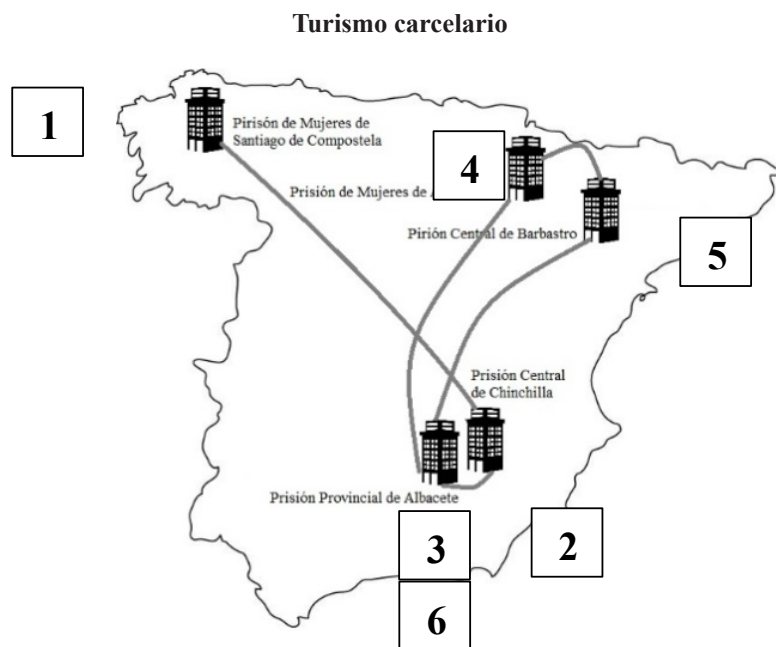 Turismo carcelario
1
Pirisón de Mujeres de
Santiago de Compostela
4
Prisión de Mujeres de
Pirión Central de Barbastro
5
Prisión Central
de Chinchilla
Prisión Provincial de Albacete
3
2
6